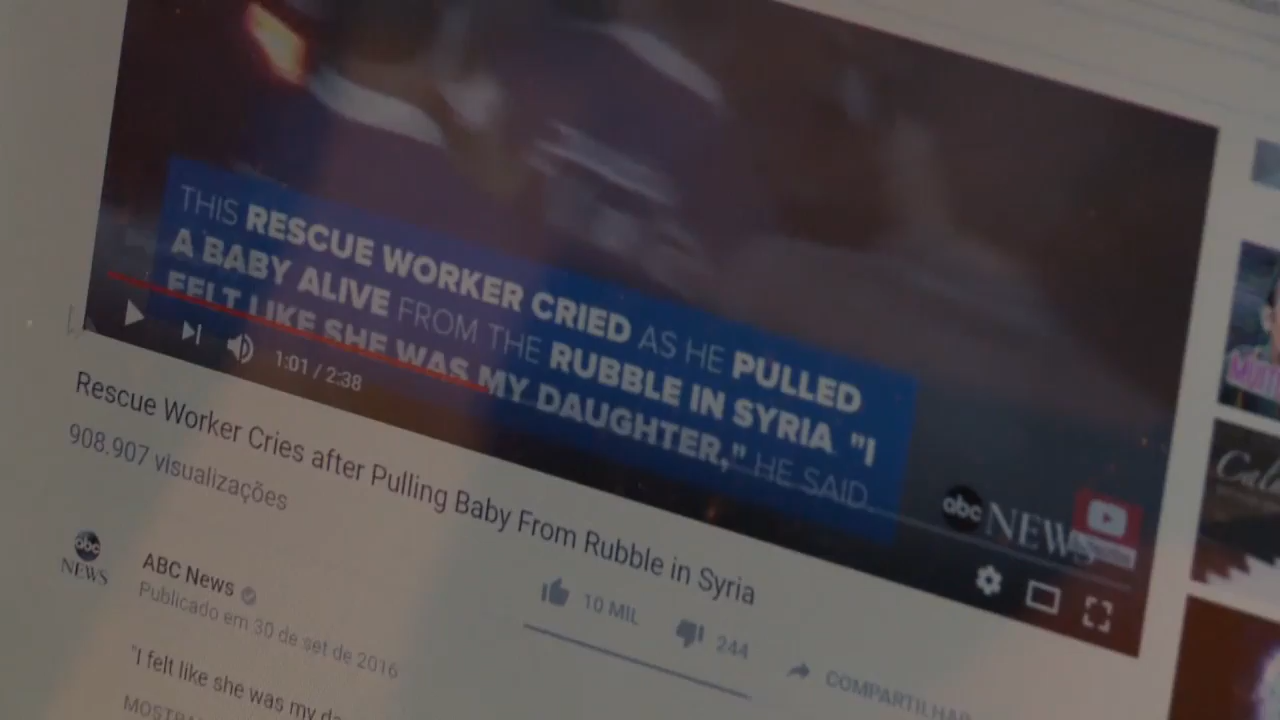 THIS RESCUE WORKER CRIED AS HE PULLED
A BABY ALIVE FROM THE RUBBLE IN SYRIA. "I
FELT LIKE SHE WAS MY DAUGHTER," HE SAID.
abc NEWS
1:01 / 2:38
Rescue Worker Cries after Pulling Baby From Rubble in Syria
908.907 visualizações
10 MIL
244
COMPARTILHAR
abc
NEWS
ABC News
Publicado em 30 de set de 2016
"I felt like she was my